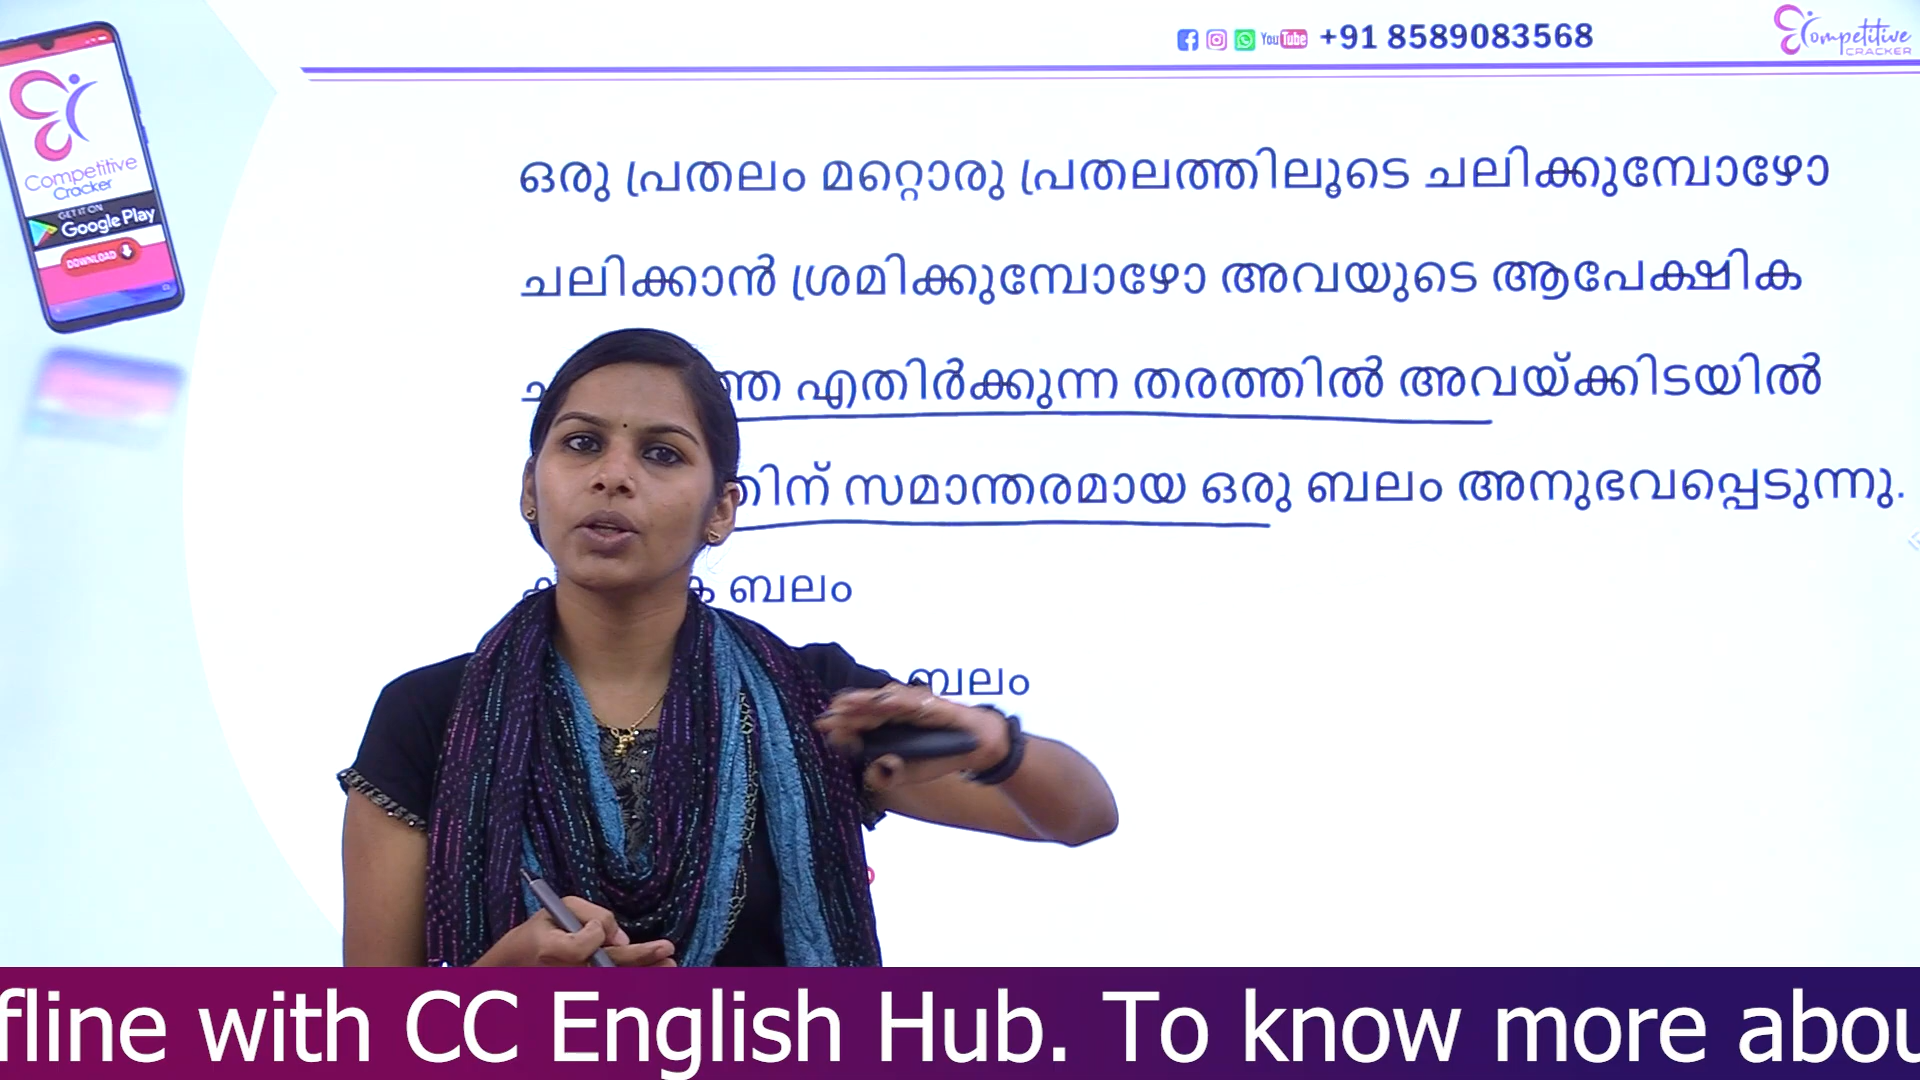 f YouTube +91 8589083568
Competitive
CRACKER
Competitive
Cracker
GET IT ON
Google Play
DOWNLOAD
ഒരു പ്രതലം മറ്റൊരു പ്രതലത്തിലൂടെ ചലിക്കുമ്പോഴോ
ചലിക്കാൻ ശ്രമിക്കുമ്പോഴോ അവയുടെ ആപേക്ഷിക
എതിർക്കുന്ന തരത്തിൽ അവയ്ക്കിടയിൽ
സമാന്തരമായ ഒരു ബലം അനുഭവപ്പെടുന്നു.
ബലം
ബലം
with CC English Hub. To know more